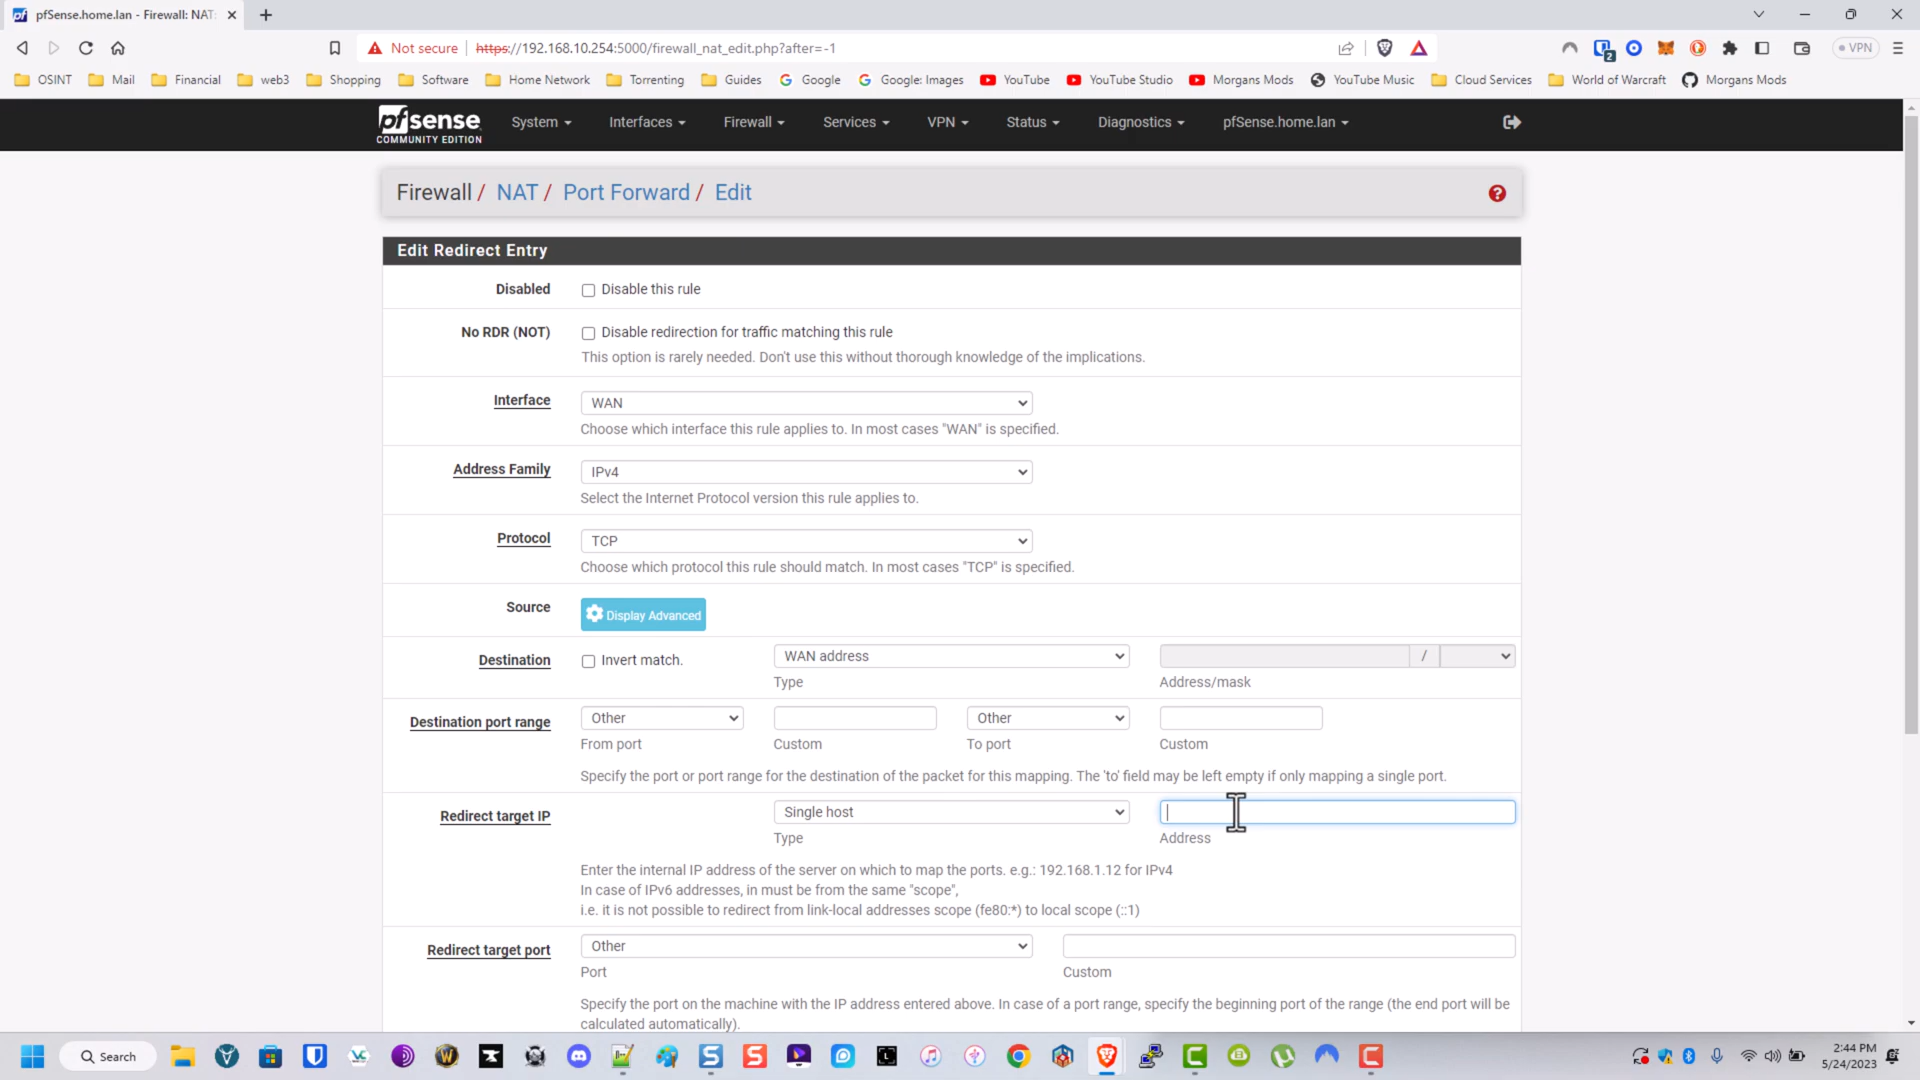 pfSense.home.lan - Firewall: NAT:
Not secure
https://192.168.10.254:5000/firewall_nat_edit.php?after=-1
VPN
OSINT Mail Financial web3 Shopping Software Home Network Torrenting Guides Google Google: Images YouTube YouTube Studio Morgans Mods YouTube Music Cloud Services World of Warcraft Morgans Mods
pfsense
COMMUNITY EDITION
System Interfaces Firewall Services VPN Status Diagnostics pfSense.home.lan
Firewall / NAT / Port Forward / Edit
Edit Redirect Entry
Disabled
Disable this rule
No RDR (NOT)
Disable redirection for traffic matching this rule
This option is rarely needed. Don't use this without thorough knowledge of the implications.
Interface
WAN
Choose which interface this rule applies to. In most cases "WAN" is specified.
Address Family
IPv4
Select the Internet Protocol version this rule applies to.
Protocol
TCP
Choose which protocol this rule should match. In most cases "TCP" is specified.
Source
Display Advanced
Destination
Invert match.
WAN address
/
Type
Address/mask
Destination port range
Other
Other
From port
Custom
To port
Custom
Specify the port or port range for the destination of the packet for this mapping. The 'to' field may be left empty if only mapping a single port.
Redirect target IP
Single host
Type
Address
Enter the internal IP address of the server on which to map the ports. e.g.: 192.168.1.12 for IPv4
In case of IPv6 addresses, in must be from the same "scope",
i.e. it is not possible to redirect from link-local addresses scope (fe80:*) to local scope (::1)
Redirect target port
Other
Port
Custom
Specify the port on the machine with the IP address entered above. In case of a port range, specify the beginning port of the range (the end port will be
calculated automatically).
Search
2:44 PM
5/24/2023